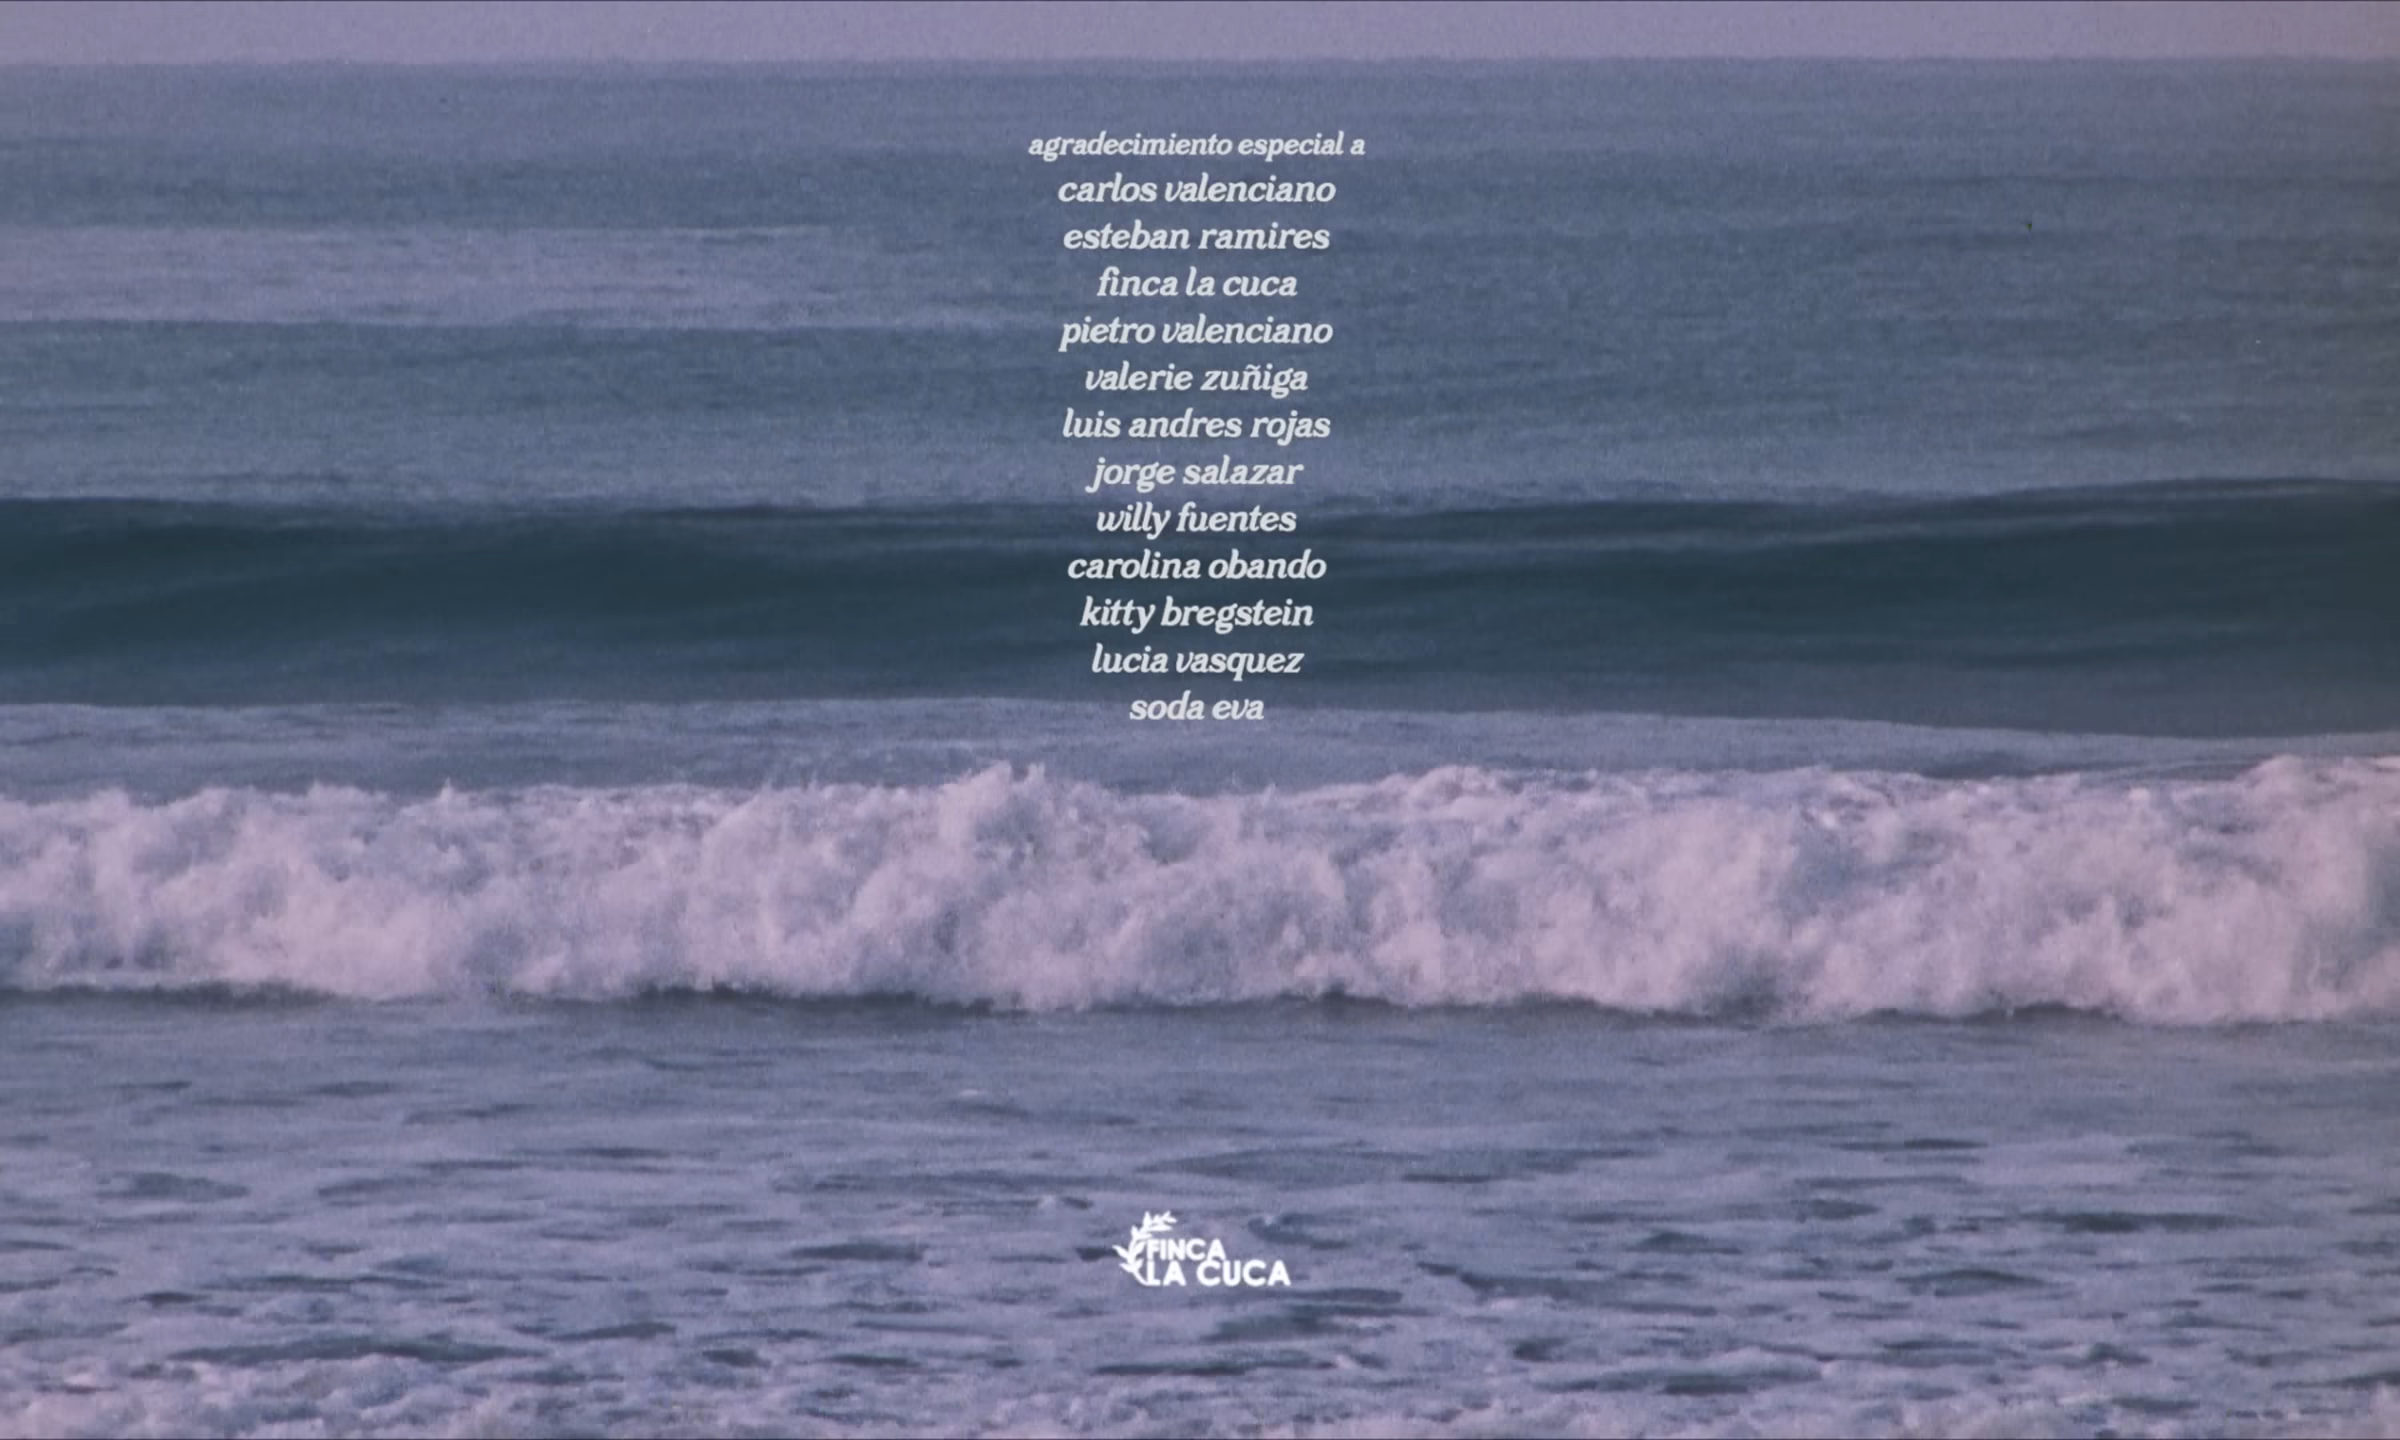 agradecimiento especial a
carlos valenciano
esteban ramires
finca la cuca
pietro valenciano
valerie zuñiga
luis andres rojas
jorge salazar
willy fuentes
carolina obando
kitty bregstein
lucia vasquez
soda eva
FINCA
LA CUCA